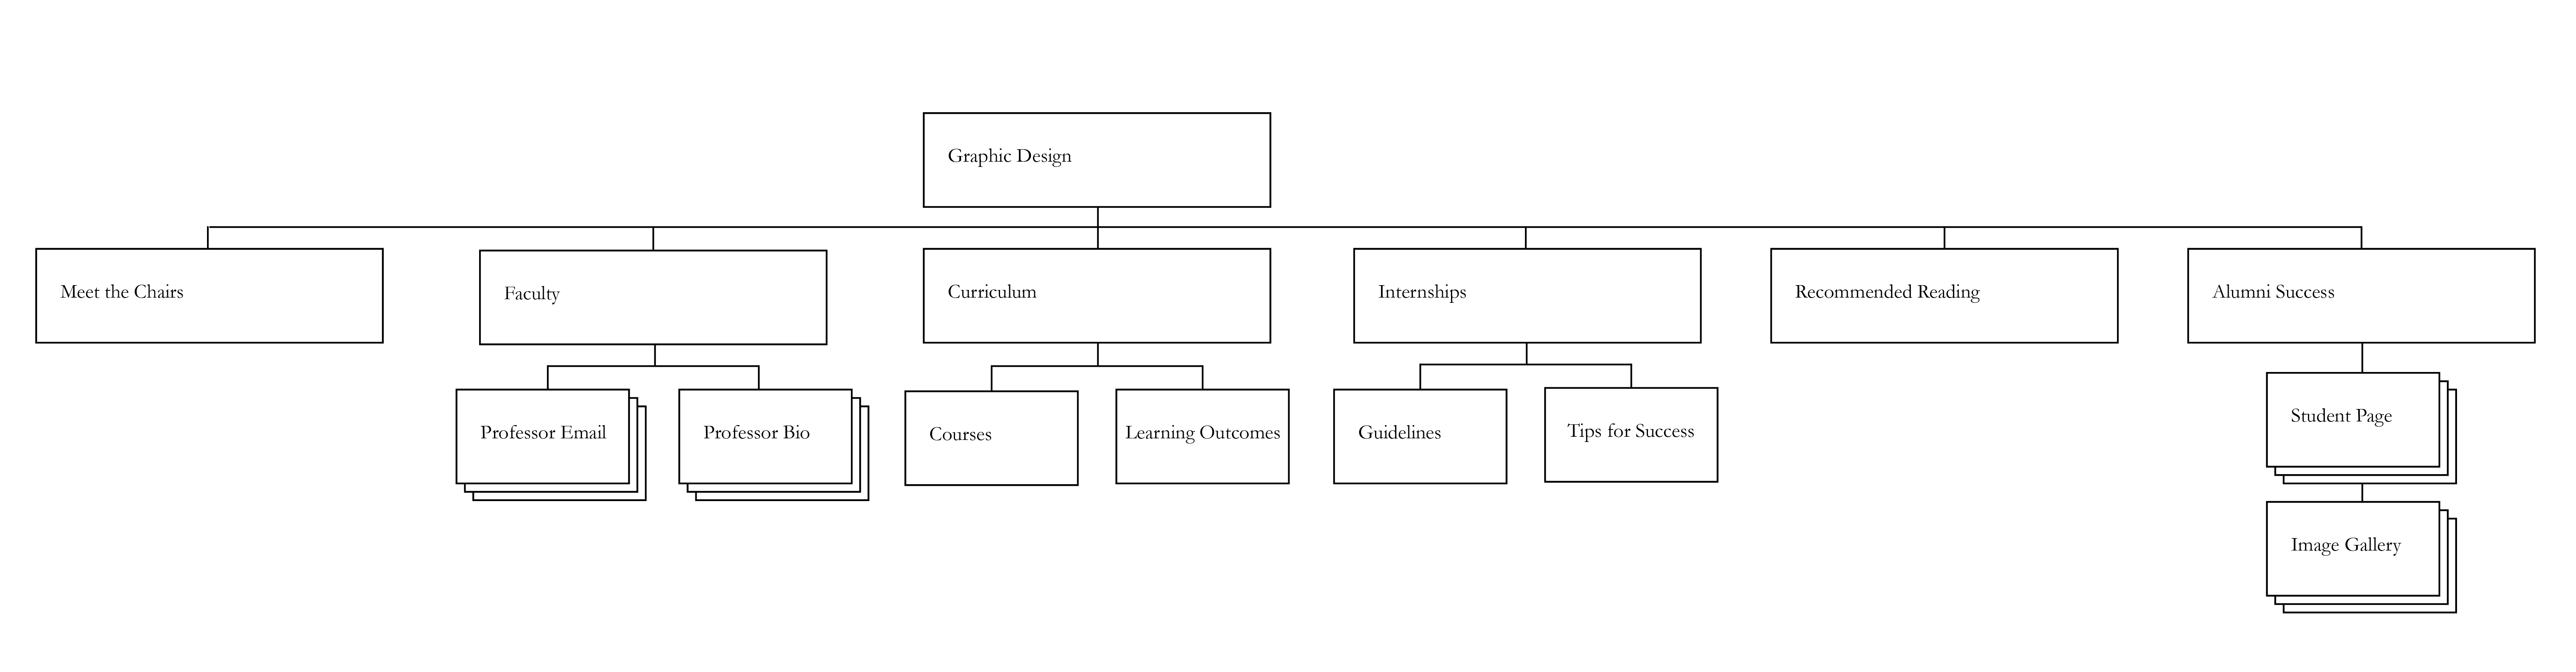 Graphic Design
Meet the Chairs
Faculty
Curriculum
Internships
Recommended Reading
Alumni Success
Professor Email
Professor Bio
Courses
Learning Outcomes
Guidelines
Tips for Success
Student Page
Image Gallery